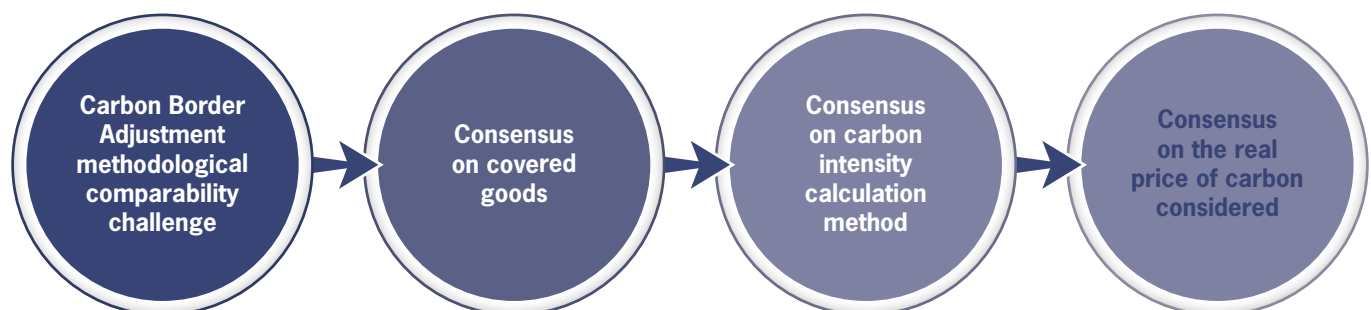 Carbon Border
Adjustment
methodological
comparability
challenge
Consensus
on covered
goods
Consensus
on carbon
intensity
calculation
method
Consensus
on the real
price of carbon
considered